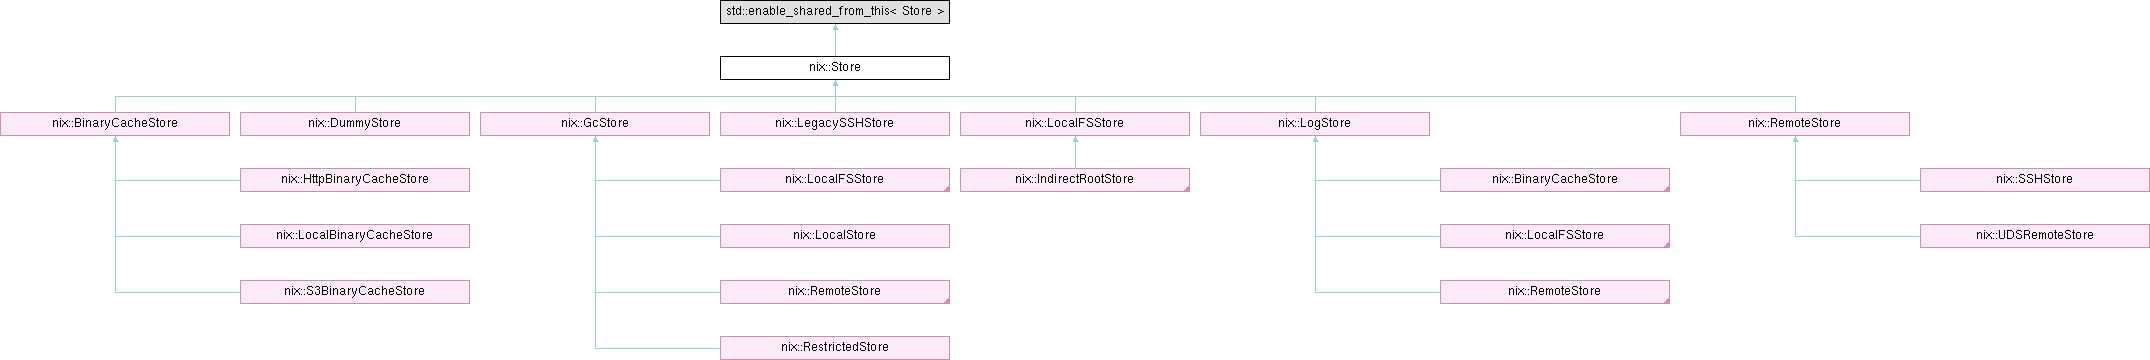 std::enable_shared_from_this< Store >
nix::Store
nix::BinaryCacheStore
nix::DummyStore
nix::GcStore
nix::LegacySSHStore
nix::LocalFSStore
nix::LogStore
nix::RemoteStore
nix::HttpBinaryCacheStore
nix::LocalFSStore
nix::IndirectRootStore
nix::BinaryCacheStore
nix::SSHStore
nix::LocalBinaryCacheStore
nix::LocalStore
nix::LocalFSStore
nix::UDSRemoteStore
nix::S3BinaryCacheStore
nix::RemoteStore
nix::RemoteStore
nix::RestrictedStore